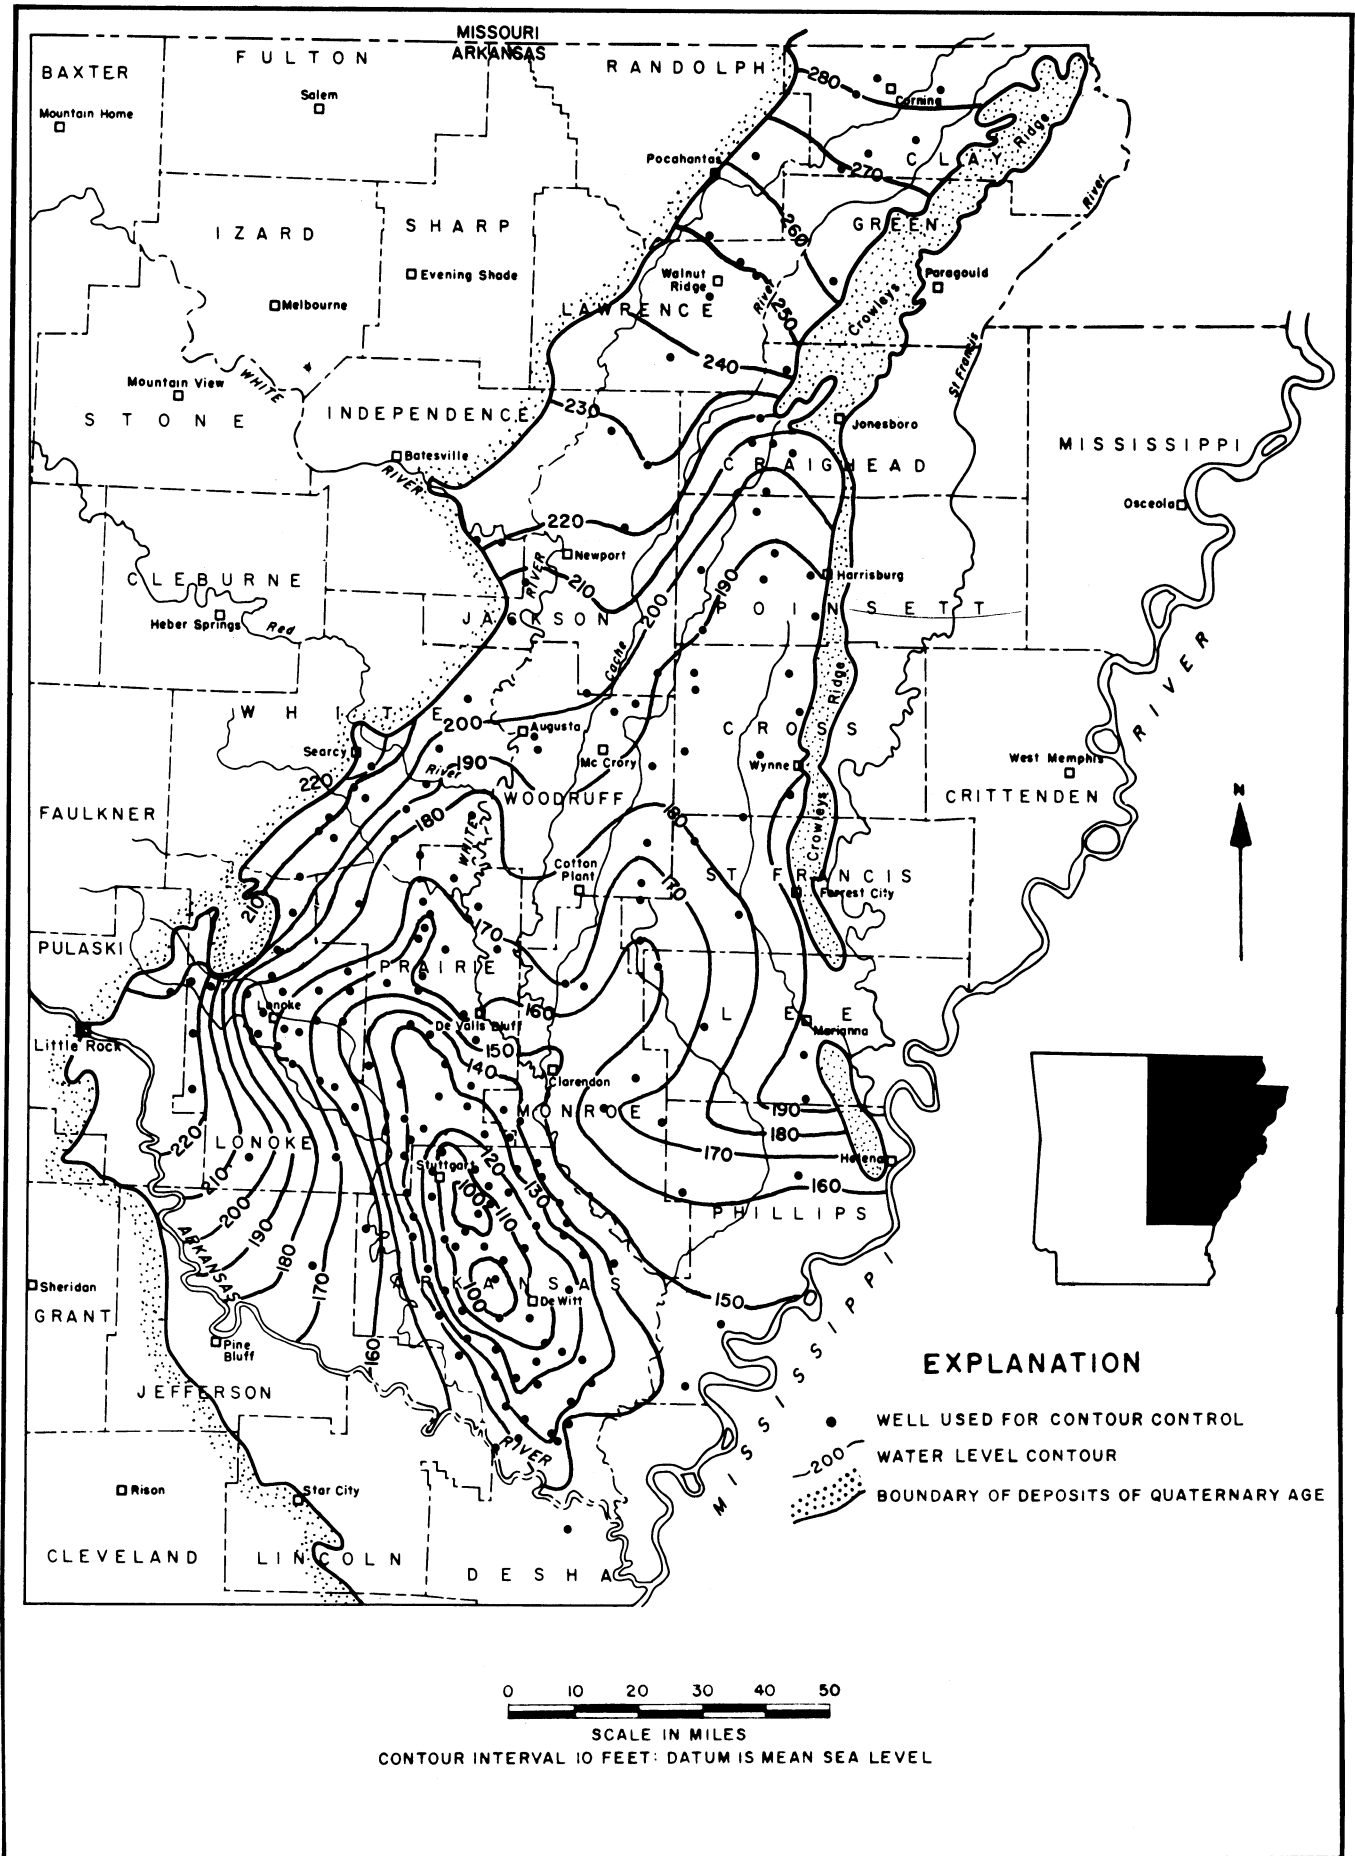 MISSOURI
ARKANSAS
BAXTER
FULTON
RANDOLPH
Mountain Home
Salem
280
Corning
Ridge
CLAY
Pocahontas
270
River
IZARD
SHARP
260
GREEN
Evening Shade
Walnut
Ridge
Paragould
Melbourne
LAWRENCE
River
250
Crowleys
240
St Francis
Mountain View
WHITE
STONE
INDEPENDENCE
230
Jonesboro
MISSISSIPPI
Batesville
RIVER
CRAIGHEAD
Osceola
220
Newport
CLEBURNE
RIVER
210
190
Harrisburg
Heber Springs
Red
JACKSON
200
POINSETT
Cache
RIVER
Ridge
WHITE
200
Augusta
CROSS
Searcy
220
River
190
Mc Crory
Wynne
West Memphis
N
FAULKNER
180
WOODRUFF
180
CRITTENDEN
WHITE
Crowleys
Cotton
Plant
170
ST FRANCIS
Forrest City
210
170
PULASKI
PRAIRIE
Lonoke
De Valls Bluff
160
LEE
Marianna
Little Rock
150
140
Clarendon
MONROE
190
220
LONOKE
180
170
Helena
120
Stuttgart
210
100
130
160
200
110
PHILLIPS
190
ARKANSAS
180
170
Sheridan
ARKANSAS
100
De Witt
150
GRANT
160
Pine
Bluff
MISSISSIPPI
EXPLANATION
JEFFERSON
WELL USED FOR CONTOUR CONTROL
RIVER
200
WATER LEVEL CONTOUR
Rison
Star City
BOUNDARY OF DEPOSITS OF QUATERNARY AGE
CLEVELAND
LINCOLN
DESHA
0 10 20 30 40 50
SCALE IN MILES
CONTOUR INTERVAL 10 FEET: DATUM IS MEAN SEA LEVEL